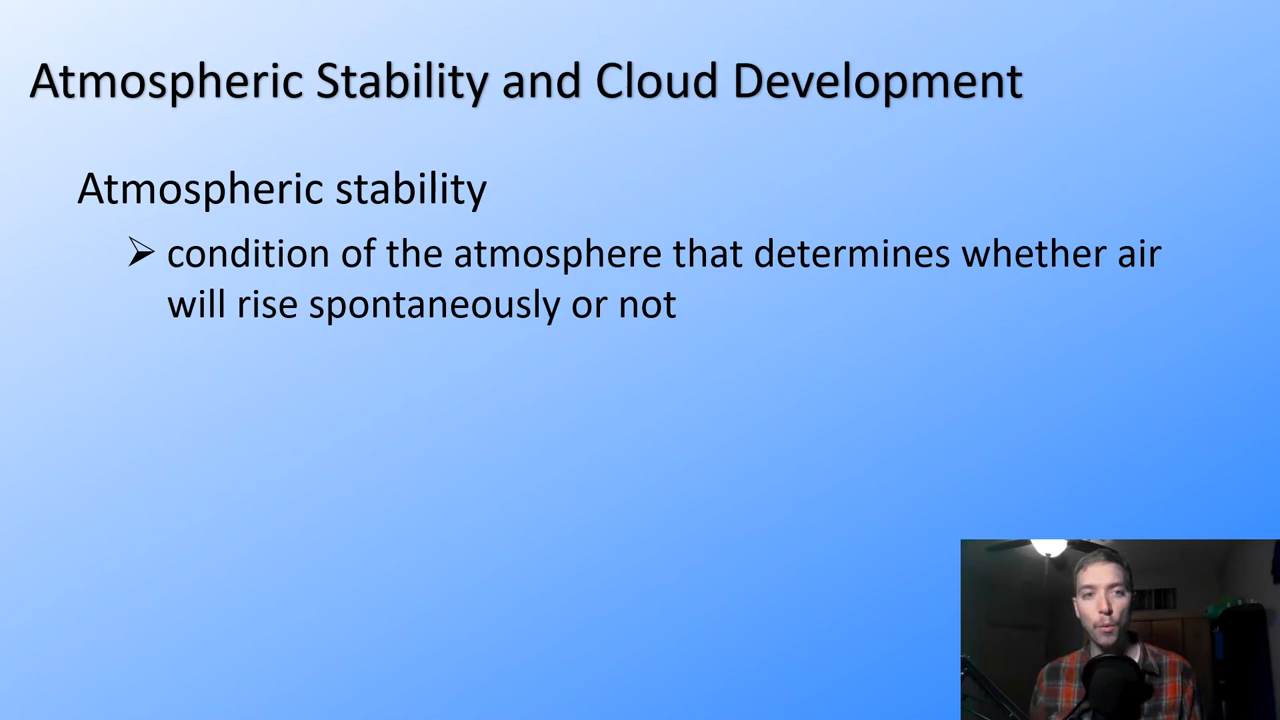 Atmospheric Stability and Cloud Development
Atmospheric stability
➢ condition of the atmosphere that determines whether air
will rise spontaneously or not